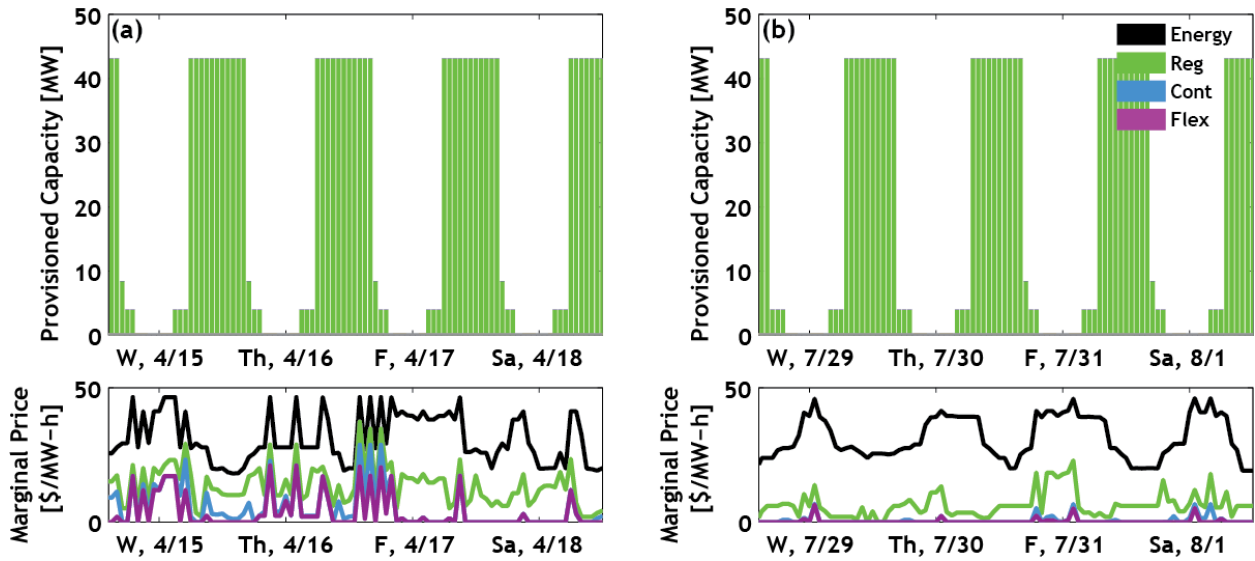 (a)
Provisioned Capacity [MW]
50
40
30
20
10
0
W, 4/15 Th, 4/16 F, 4/17 Sa, 4/18
Marginal Price
[$/MW-h]
50
0
W, 4/15 Th, 4/16 F, 4/17 Sa, 4/18
(b)
Energy
Reg
Cont
Flex
Provisioned Capacity [MW]
50
40
30
20
10
0
W, 7/29 Th, 7/30 F, 7/31 Sa, 8/1
Marginal Price
[$/MW-h]
50
0
W, 7/29 Th, 7/30 F, 7/31 Sa, 8/1